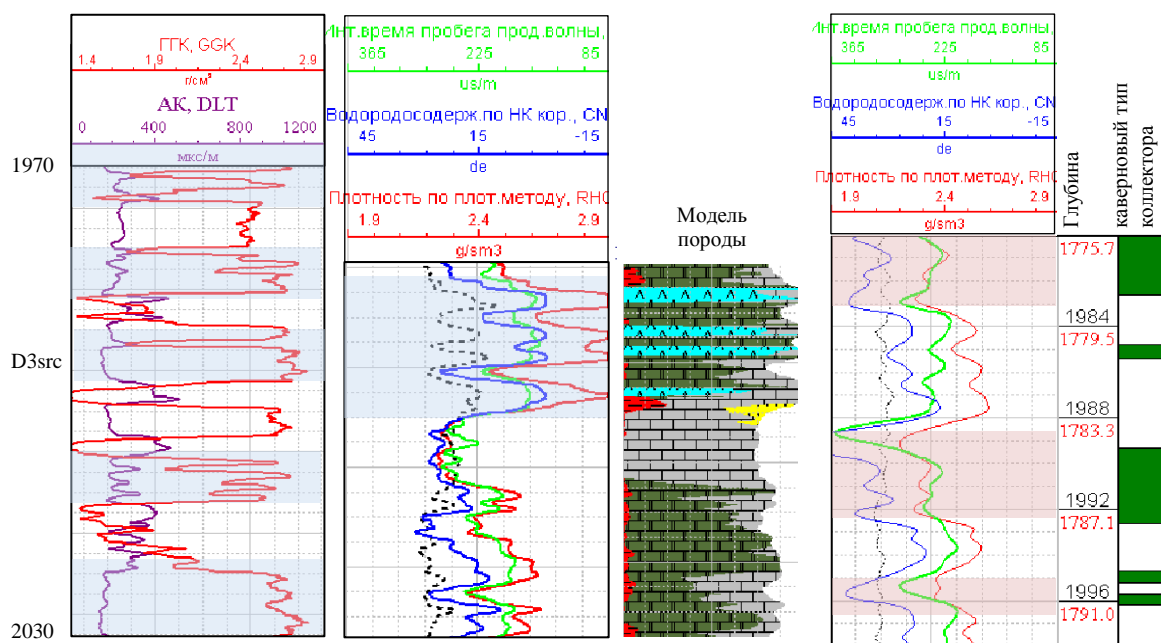 ГГК, GGK
1.4 1.9 2.4 2.9
г/см³
АК, DLT
0 400 800 1200
мкс/м
1970
D3src
2030
Инт.время пробега прод.волны,
365 225 85
us/m
Водородосодерж.по НК кор., CN
45 15 -15
de
Плотность по плот.методу, RHO
1.9 2.4 2.9
g/sm3
Модель
породы
Инт.время пробега прод.волны,
365 225 85
us/m
Водородосодерж.по НК кор., CN
45 15 -15
de
Плотность по плот.методу, RHO
1.9 2.4 2.9
g/sm3
Глубина
каверновый тип
коллектора
1775.7
1984
1779.5
1988
1783.3
1992
1787.1
1996
1791.0